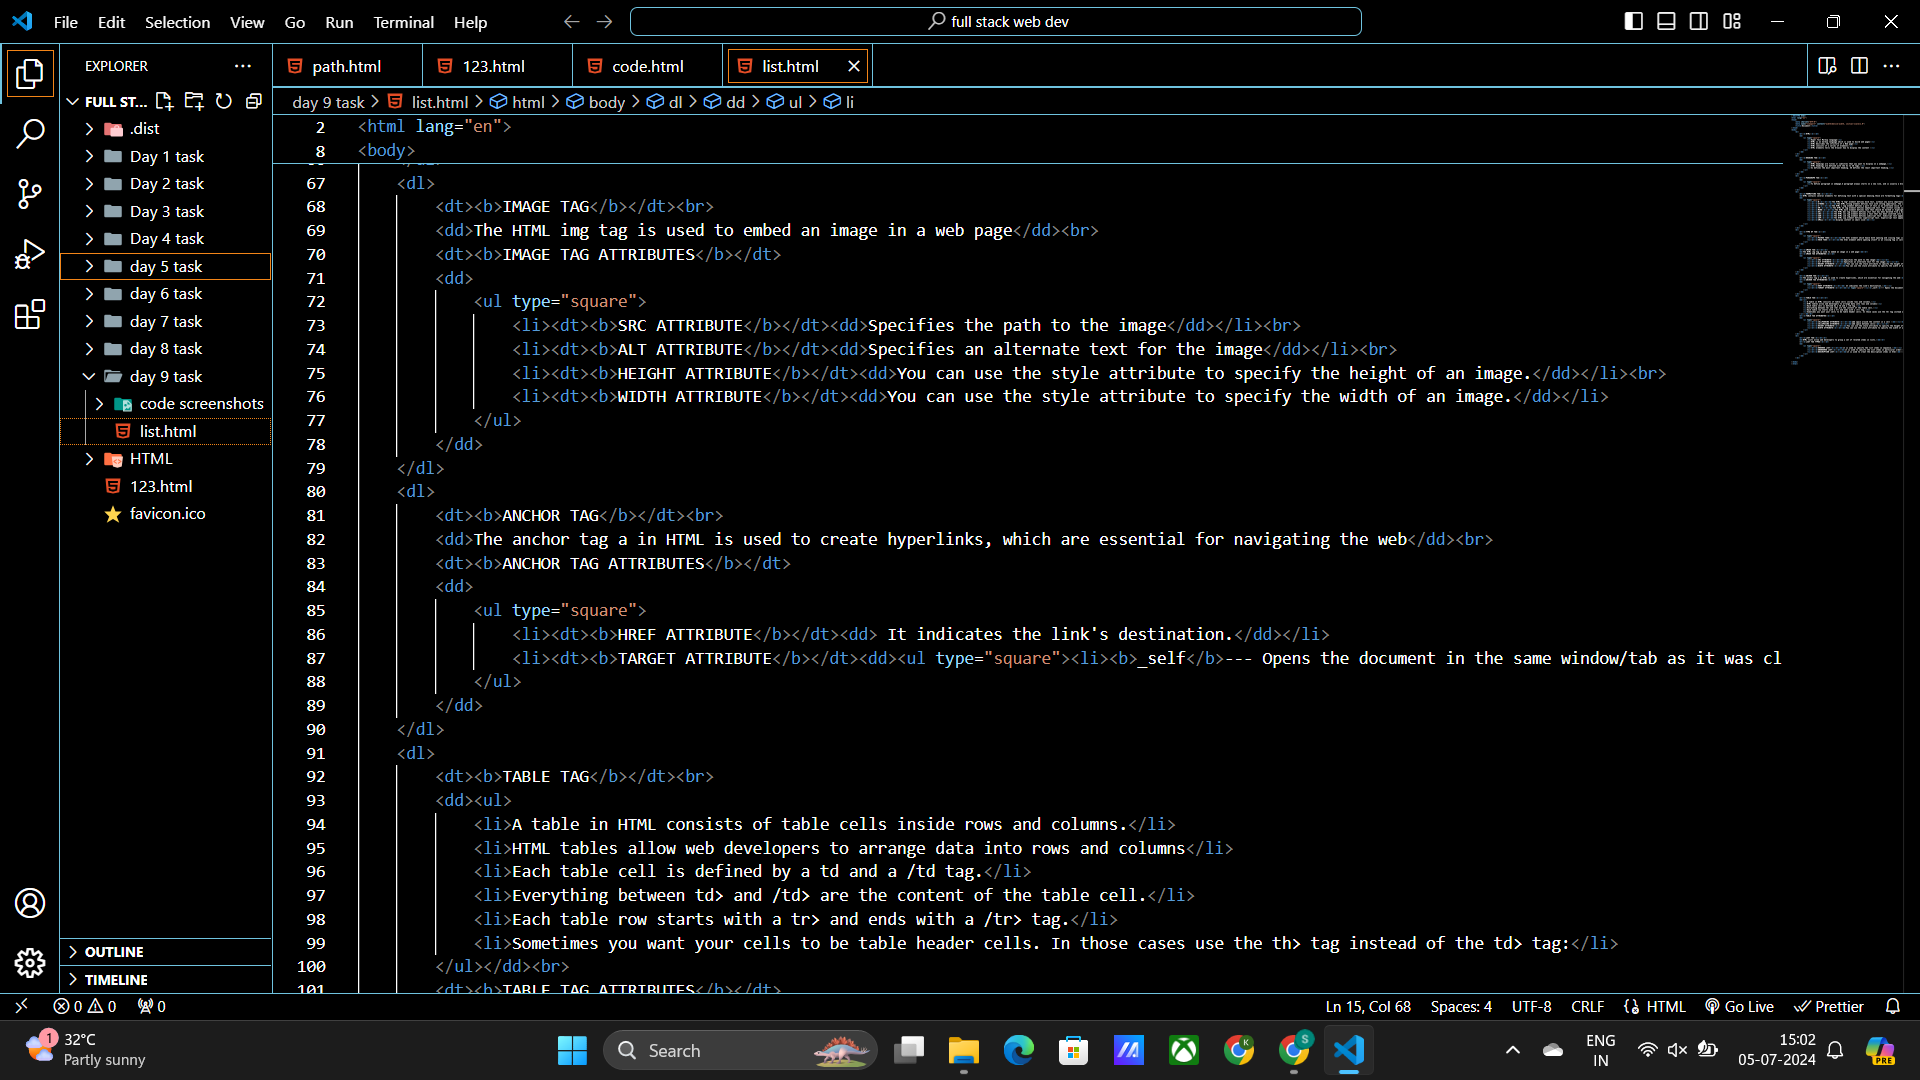 File Edit Selection View Go Run Terminal Help
full stack web dev
EXPLORER
path.html 123.html code.html list.html
FULL ST...
day 9 task > list.html > html > body > dl > dd > ul > li
.dist
Day 1 task
Day 2 task
Day 3 task
Day 4 task
day 5 task
day 6 task
day 7 task
day 8 task
day 9 task
code screenshots
list.html
HTML
123.html
favicon.ico
OUTLINE
TIMELINE
2 <html lang="en">
8 <body>
67 <dl>
68 <dt><b>IMAGE TAG</b></dt><br>
69 <dd>The HTML img tag is used to embed an image in a web page</dd><br>
70 <dt><b>IMAGE TAG ATTRIBUTES</b></dt>
71 <dd>
72 <ul type="square">
73 <li><dt><b>SRC ATTRIBUTE</b></dt><dd>Specifies the path to the image</dd></li><br>
74 <li><dt><b>ALT ATTRIBUTE</b></dt><dd>Specifies an alternate text for the image</dd></li><br>
75 <li><dt><b>HEIGHT ATTRIBUTE</b></dt><dd>You can use the style attribute to specify the height of an image.</dd></li><br>
76 <li><dt><b>WIDTH ATTRIBUTE</b></dt><dd>You can use the style attribute to specify the width of an image.</dd></li>
77 </ul>
78 </dd>
79 </dl>
80 <dl>
81 <dt><b>ANCHOR TAG</b></dt><br>
82 <dd>The anchor tag a in HTML is used to create hyperlinks, which are essential for navigating the web</dd><br>
83 <dt><b>ANCHOR TAG ATTRIBUTES</b></dt>
84 <dd>
85 <ul type="square">
86 <li><dt><b>HREF ATTRIBUTE</b></dt><dd> It indicates the link's destination.</dd></li>
87 <li><dt><b>TARGET ATTRIBUTE</b></dt><dd><ul type="square"><li><b>_self</b>--- Opens the document in the same window/tab as it was cl
88 </ul>
89 </dd>
90 </dl>
91 <dl>
92 <dt><b>TABLE TAG</b></dt><br>
93 <dd><ul>
94 <li>A table in HTML consists of table cells inside rows and columns.</li>
95 <li>HTML tables allow web developers to arrange data into rows and columns</li>
96 <li>Each table cell is defined by a td and a /td tag.</li>
97 <li>Everything between td> and /td> are the content of the table cell.</li>
98 <li>Each table row starts with a tr> and ends with a /tr> tag.</li>
99 <li>Sometimes you want your cells to be table header cells. In those cases use the th> tag instead of the td> tag:</li>
100 </ul></dd><br>
101 <dt><b>TABLE TAG ATTRIBUTES</b></dt>
0 0 0 Ln 15, Col 68 Spaces: 4 UTF-8 CRLF HTML Go Live Prettier
1 32°C
Partly sunny
Search
K
S
ENG
IN
15:02
05-07-2024
PRE